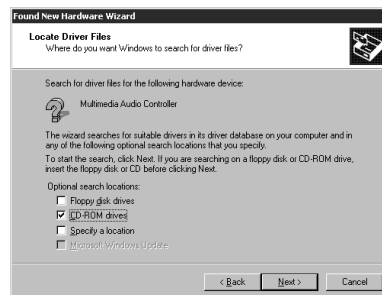 Found New Hardware Wizard
Locate Driver Files
Where do you want Windows to search for driver files?
Search for driver files for the following hardware device:
Multimedia Audio Controller
The wizard searches for suitable drivers in its driver database on your computer and in
any of the following optional search locations that you specify.
To start the search, click Next. If you are searching on a floppy disk or CD-ROM drive,
insert the floppy disk or CD before clicking Next.
Optional search locations:
Floppy disk drives
CD-ROM drives
Specify a location
Microsoft Windows Update
< Back
Next >
Cancel